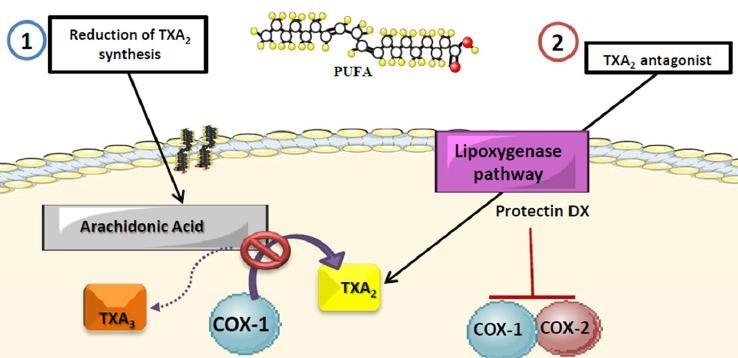 1
Reduction of TXA₂
synthesis
PUFA
2
TXA₂ antagonist
Lipoxygenase
pathway
Protectin DX
Arachidonic Acid
TXA₂
TXA₃
COX-1
COX-1
COX-2